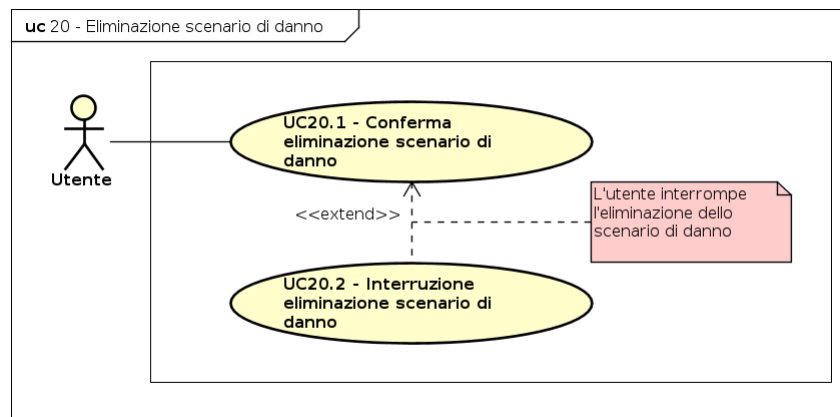 uc 20 - Eliminazione scenario di danno
UC20.1 - Conferma
eliminazione scenario di
danno
Utente
<<extend>>
L'utente interrompe
l'eliminazione dello
scenario di danno
UC20.2 - Interruzione
eliminazione scenario di
danno